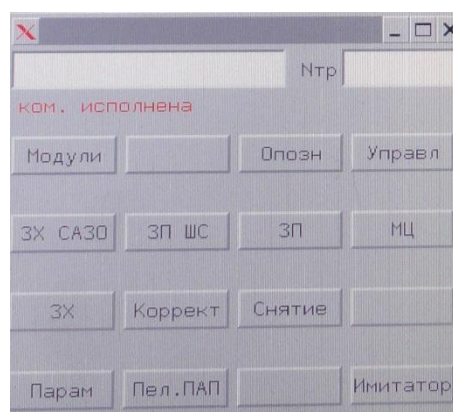 Nтр
ком. исполнена
Модули Опозн Управл
ЗХ САЗО ЗП ШС ЗП МЦ
ЗХ Коррект Снятие
Парам Пел.ПАП Имитатор